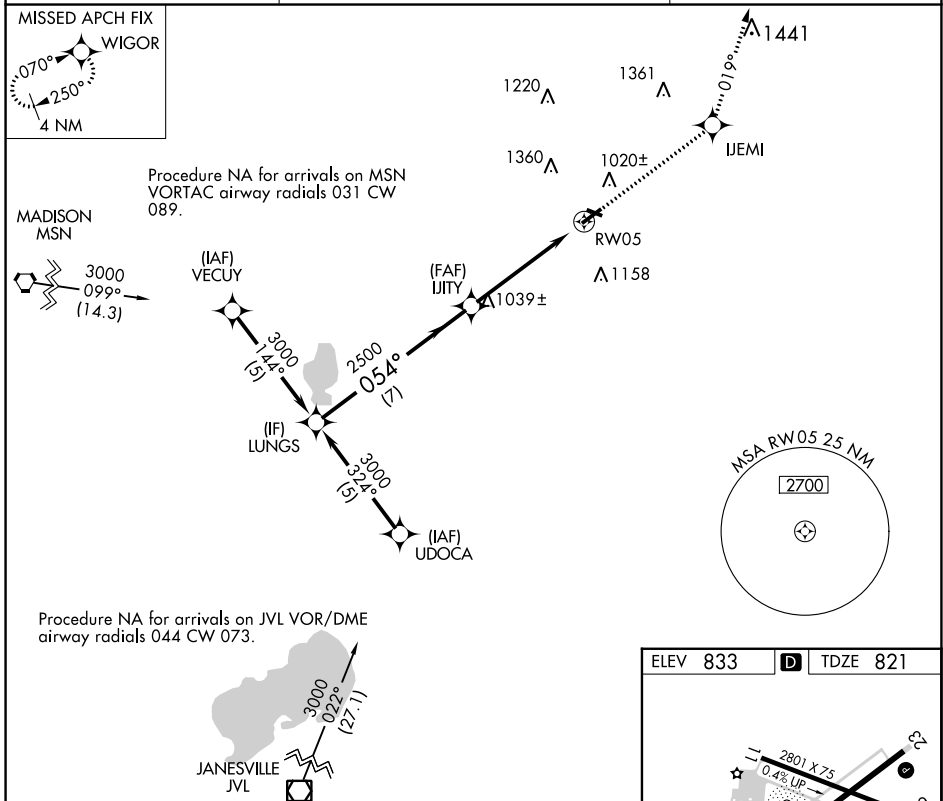 MISSED APCH FIX
WIGOR
070°
250°
4 NM
1441
019°
1220
1361
IJEMI
1360
1020±
Procedure NA for arrivals on MSN
VORTAC airway radials 031 CW
089.
MADISON
MSN
3000
099°
(14.3)
(IAF)
VECUY
RW05
(FAF)
IJITY
1158
1039±
3000
144°
(5)
2500
054°
(7)
(IF)
LUNGS
3000
324°
(5)
(IAF)
UDOCA
MSA RW05 25 NM
2700
Procedure NA for arrivals on JVL VOR/DME
airway radials 044 CW 073.
3000
022°
(27.1)
JANESVILLE
JVL
ELEV 833 D TDZE 821
23
2801 X 75
0.4% UP
P